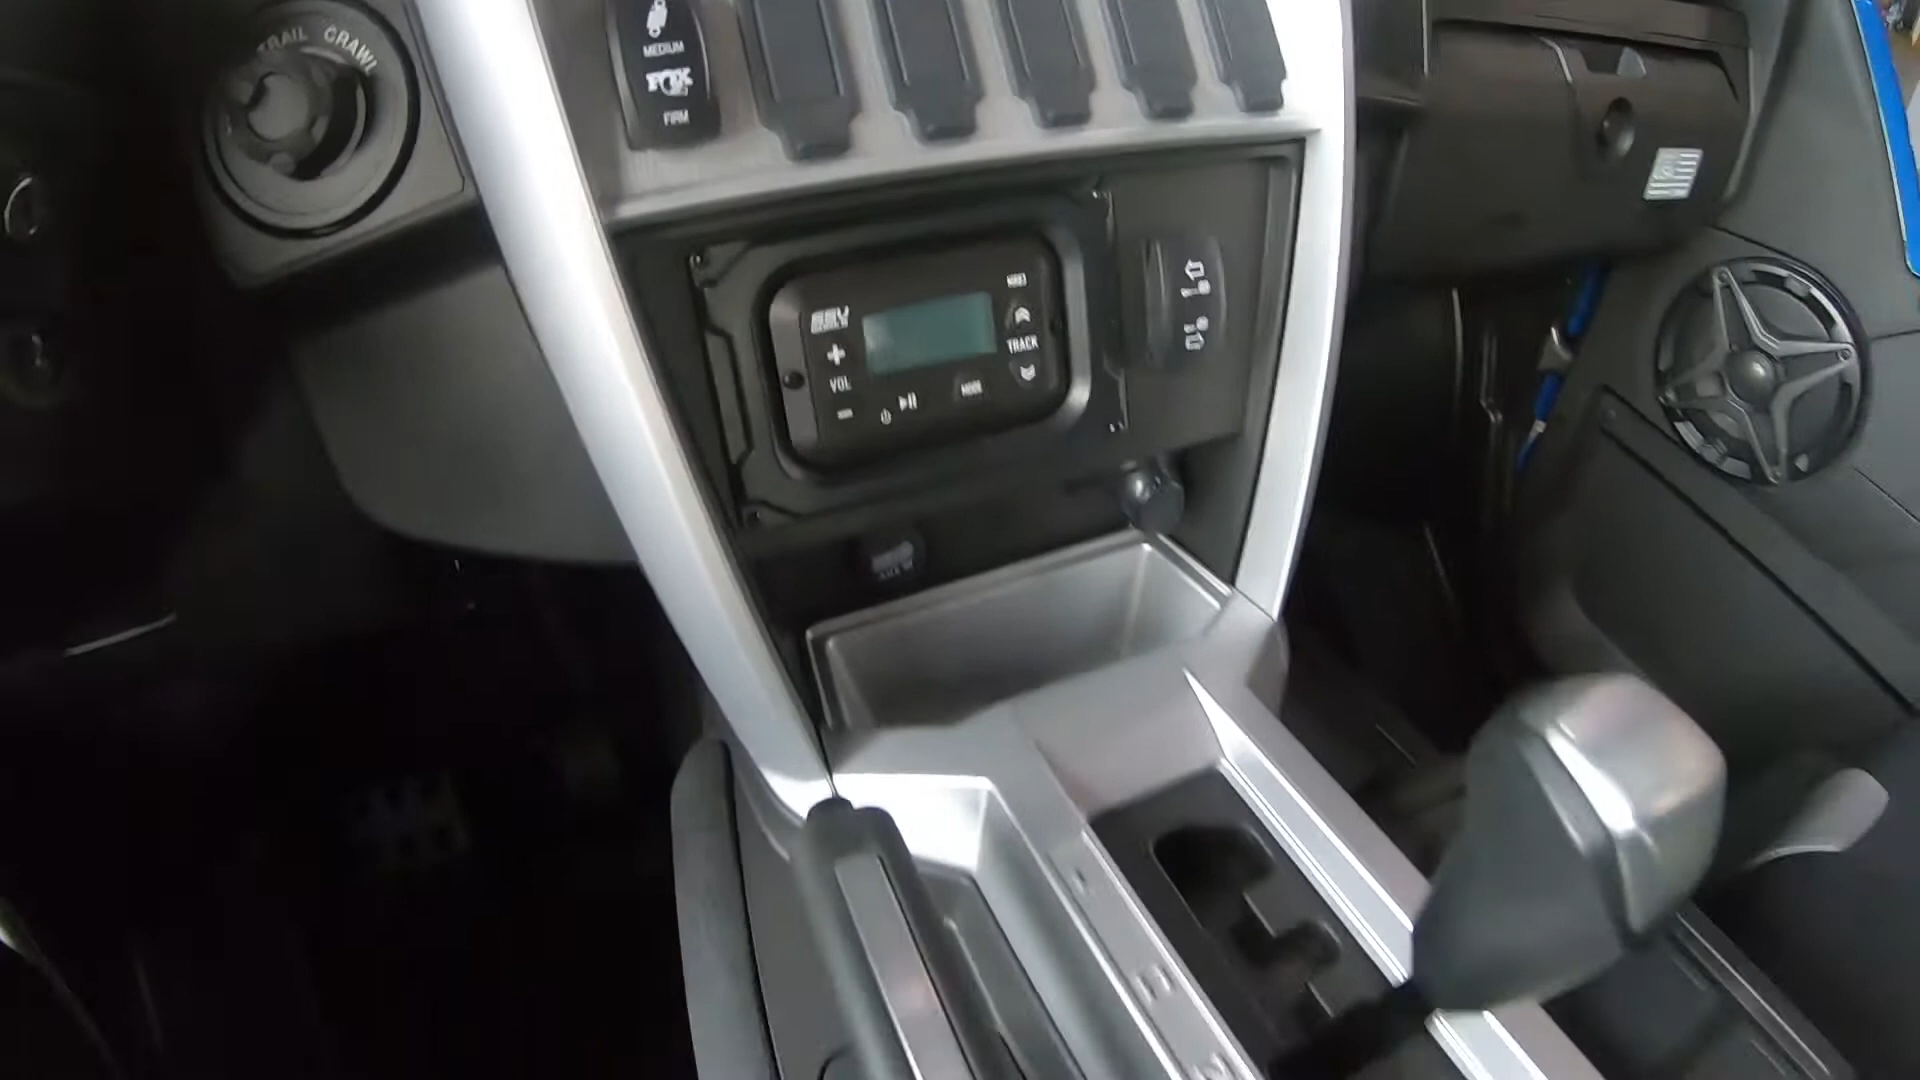 TRAIL CRAWL
MEDIUM
FOX
FIRM
SSV
MODE
+
VOL
TRACK
-